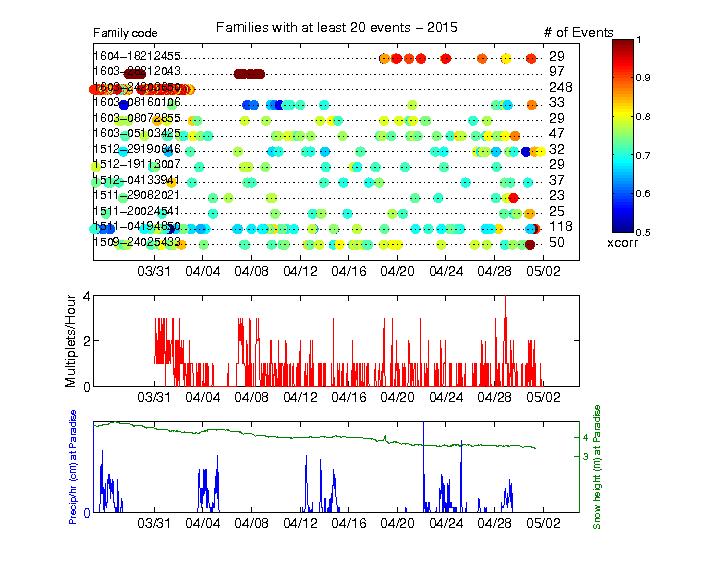 Families with at least 20 events - 2015
Family code
# of Events
1604-18212455 29
1603-28212043 97
248
1603-08160106 33
1603-08072855 29
1603-05103425 47
1512-29190846 32
1512-19113007 29
1512-04133941 37
1511-29082021 23
1511-20024541 25
1511-04194850 118
1509-24025433 50
1
0.9
0.8
0.7
0.6
0.5
xcorr
03/31 04/04 04/08 04/12 04/16 04/20 04/24 04/28 05/02
Multiplets/Hour
4
2
0
03/31 04/04 04/08 04/12 04/16 04/20 04/24 04/28 05/02
Precip/hr (cm) at Paradise
0
4
3
Snow height (m) at Paradise
03/31 04/04 04/08 04/12 04/16 04/20 04/24 04/28 05/02